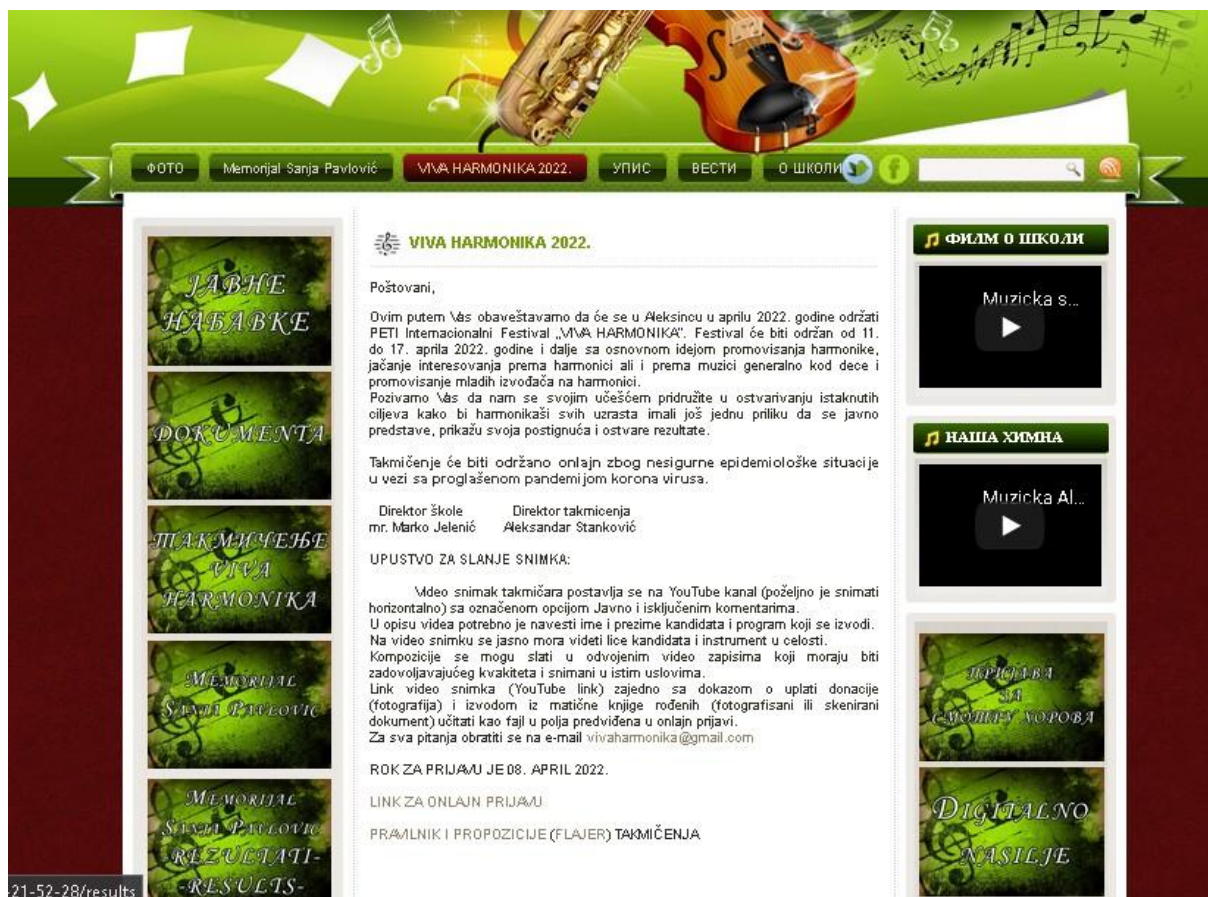 ФОТО
Memorijal Sanja Pavlović
VIVA HARMONIKA 2022.
УПИС
ВЕСТИ
О ШКОЛИ
ЈАВНЕ
НАБАВКЕ
DOKUMENTA
ТАКМИЧЕЊЕ
VIVA
HARMONIKA
MEMORIJAL
SANJA PAVLOVIC
MEMORIJAL
SANJA PAVLOVIC
-REZULTATI-
-RESULTS-
21-52-28/results
VIVA HARMONIKA 2022.
Poštovani,
Ovim putem Vas obaveštavamo da će se u Aleksincu u aprilu 2022. godine održati
PETI Internacionalni Festival „VIVA HARMONIKA". Festival će biti održan od 11.
do 17. aprila 2022. godine i dalje sa osnovnom idejom promovisanja harmonike,
jačanje interesovanja prema harmonici ali i prema muzici generalno kod dece i
promovisanje mladih izvođača na harmonici.
Pozivamo Vas da nam se svojim učešćem pridružite u ostvarivanju istaknutih
ciljeva kako bi harmonikaši svih uzrasta imali još jednu priliku da se javno
predstave, prikažu svoja postignuća i ostvare rezultate.
Takmičenje će biti održano onlajn zbog nesigurne epidemiološke situacije
u vezi sa proglašenom pandemijom korona virusa.
Direktor škole Direktor takmicenja
mr. Marko Jelenić Aleksandar Stanković
UPUSTVO ZA SLANJE SNIMKA:
Video snimak takmičara postavlja se na YouTube kanal (poželjno je snimati
horizontalno) sa označenom opcijom Javno i isključenim komentarima.
U opisu videa potrebno je navesti ime i prezime kandidata i program koji se izvodi.
Na video snimku se jasno mora videti lice kandidata i instrument u celosti.
Kompozicije se mogu slati u odvojenim video zapisima koji moraju biti
zadovoljavajućeg kvakiteta i snimani u istim uslovima.
Link video snimka (YouTube link) zajedno sa dokazom o uplati donacije
(fotografija) i izvodom iz matične knjige rođenih (fotografisani ili skenirani
dokument) učitati kao fajl u polja predviđena u onlajn prijavi.
Za sva pitanja obratiti se na e-mail vivaharmonika@gmail.com
ROK ZA PRIJAVU JE 08. APRIL 2022.
LINK ZA ONLAJN PRIJAVU
PRAVILNIK I PROPOZICIJE (FLAJER) TAKMIČENJA
ФИЛМ О ШКОЛИ
Muzicka s...
НАША ХИМНА
Muzicka Al...
ПРИЈАВА
ЗА
СМОТРУ ХОРОВА
DIGITALNO
NASILJE